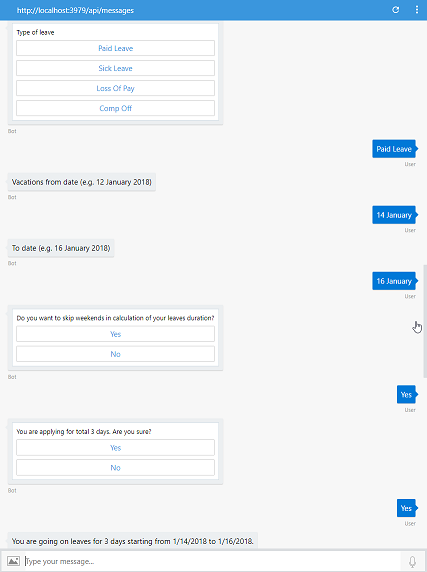 http://localhost:3979/api/messages
Type of leave
Paid Leave
Sick Leave
Loss Of Pay
Comp Off
Bot
Paid Leave
User
Vacations from date (e.g. 12 January 2018)
Bot
14 January
User
To date (e.g. 16 January 2018)
Bot
16 January
User
Do you want to skip weekends in calculation of your leaves duration?
Yes
No
Bot
Yes
User
You are applying for total 3 days. Are you sure?
Yes
No
Bot
Yes
User
You are going on leaves for 3 days starting from 1/14/2018 to 1/16/2018.
Type your message...